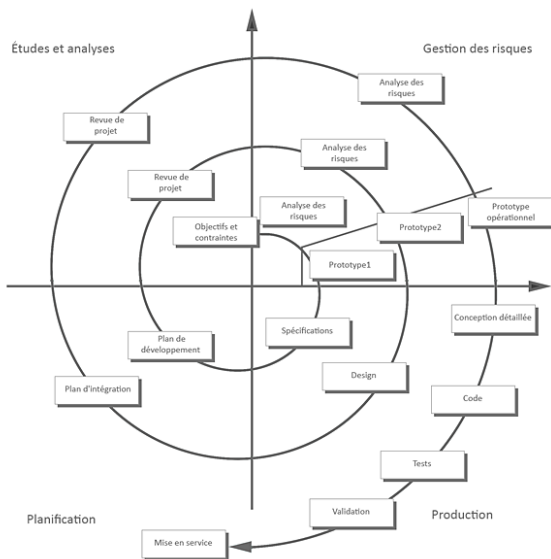 Études et analyses
Gestion des risques
Analyse des
risques
Revue de
projet
Analyse des
risques
Revue de
projet
Analyse des
risques
Objectifs et
contraintes
Prototype
opérationnel
Prototype2
Prototype1
Conception détaillée
Spécifications
Plan de
développement
Design
Plan d'intégration
Code
Tests
Validation
Planification
Production
Mise en service